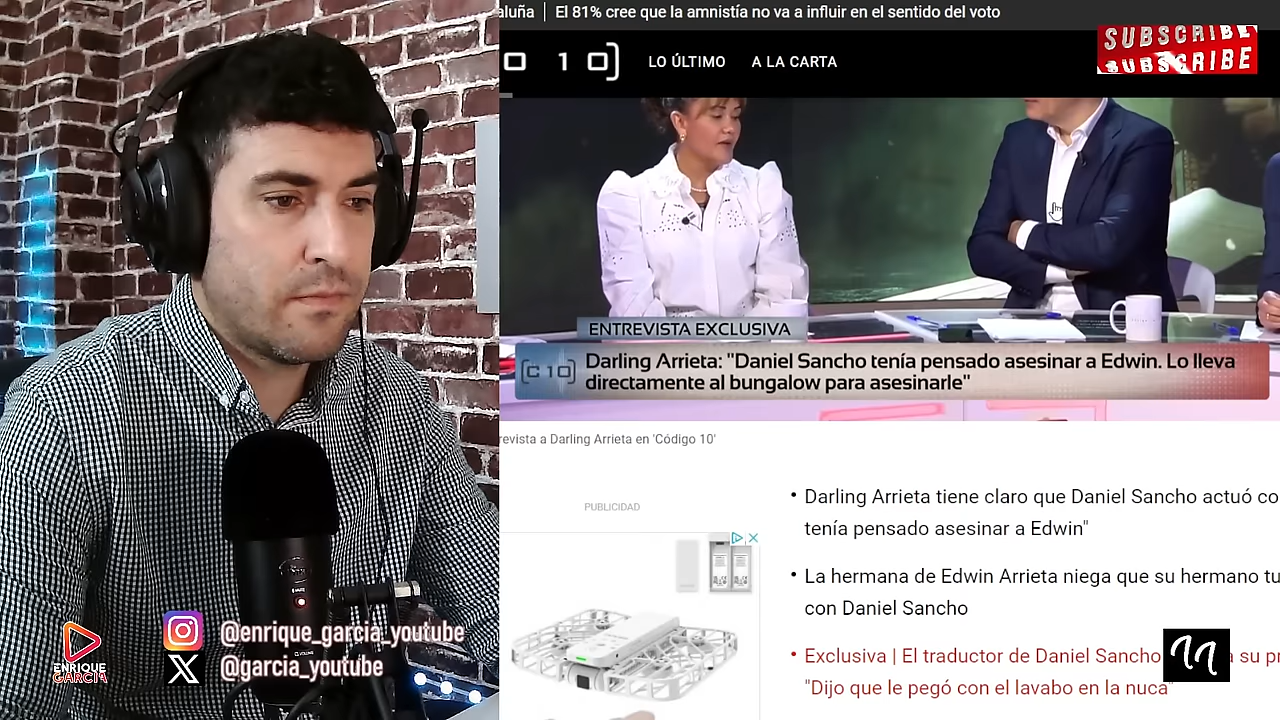 aluña | El 81% cree que la amnistía no va a influir en el sentido del voto
SUBSCRIBE
SUBSCRIBE
O 10]
LO ÚLTIMO
A LA CARTA
ENTREVISTA EXCLUSIVA
[C 10]
Darling Arrieta: "Daniel Sancho tenía pensado asesinar a Edwin. Lo lleva
directamente al bungalow para asesinarle"
revista a Darling Arrieta en 'Código 10'
PUBLICIDAD
• Darling Arrieta tiene claro que Daniel Sancho actuó co
tenía pensado asesinar a Edwin"
• La hermana de Edwin Arrieta niega que su hermano tu
con Daniel Sancho
• Exclusiva | El traductor de Daniel Sancho a su pr
"Dijo que le pegó con el lavabo en la nuca"
@enrique_garcia_youtube
@garcia_youtube
ENRIQUE
GARCIA